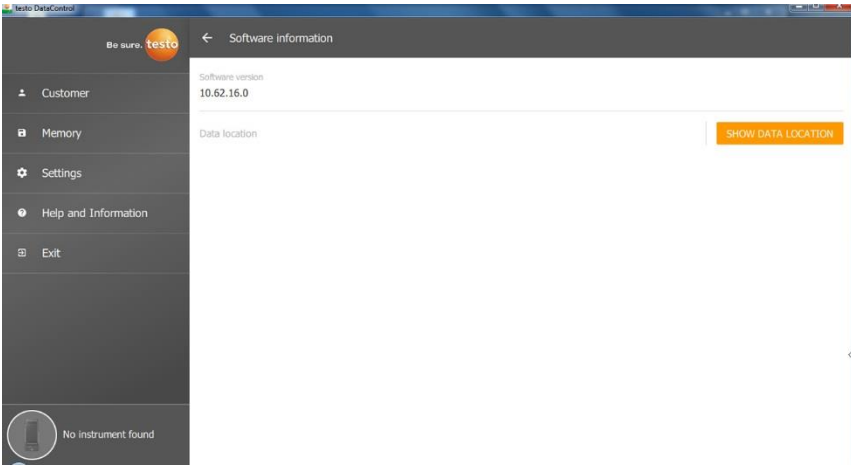 testo DataControl
Be sure. testo
← Software information
Customer
Memory
Settings
Help and Information
Exit
Software version
10.62.16.0
Data location
SHOW DATA LOCATION
No instrument found